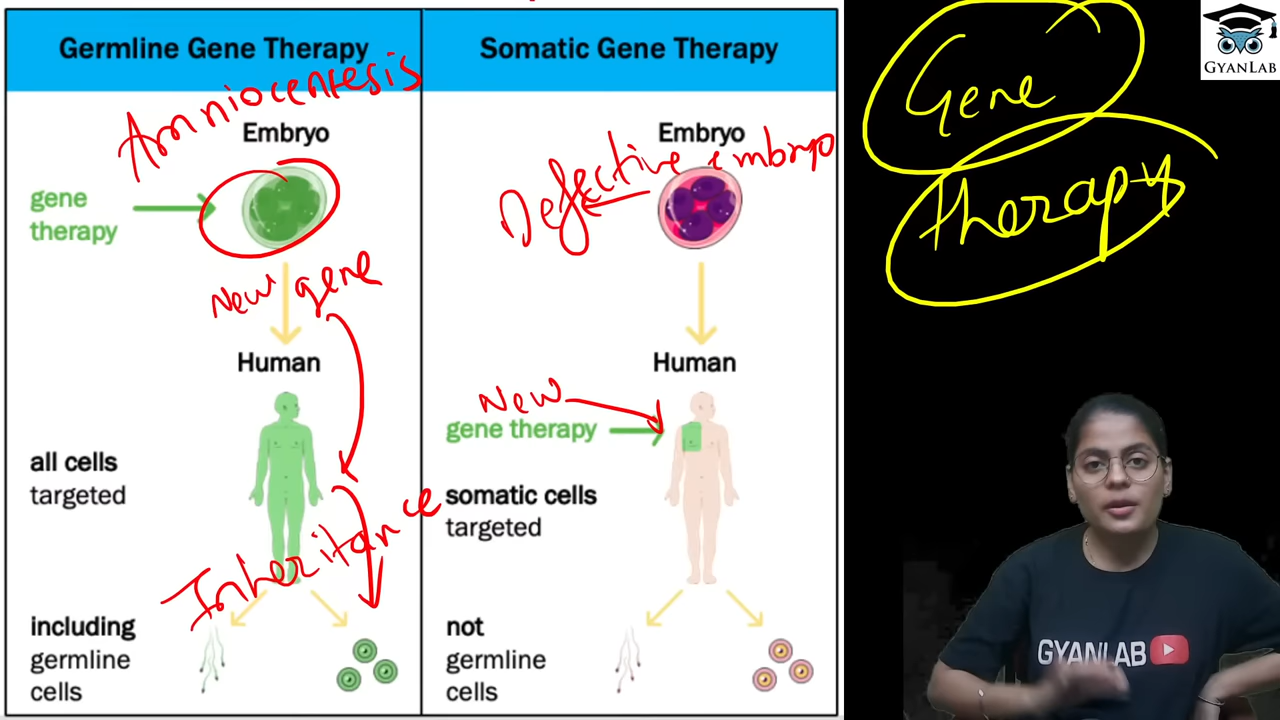 Germline Gene Therapy
Amniocentesis
Embryo
gene
therapy
New gene
Human
all cells
targeted
Inheritance
including
germline
cells
Somatic Gene Therapy
Embryo
Defective embryo
Human
New
gene therapy
somatic cells
targeted
not
germline
cells
Gene
Therapy
GYANLAB
GYANLAB